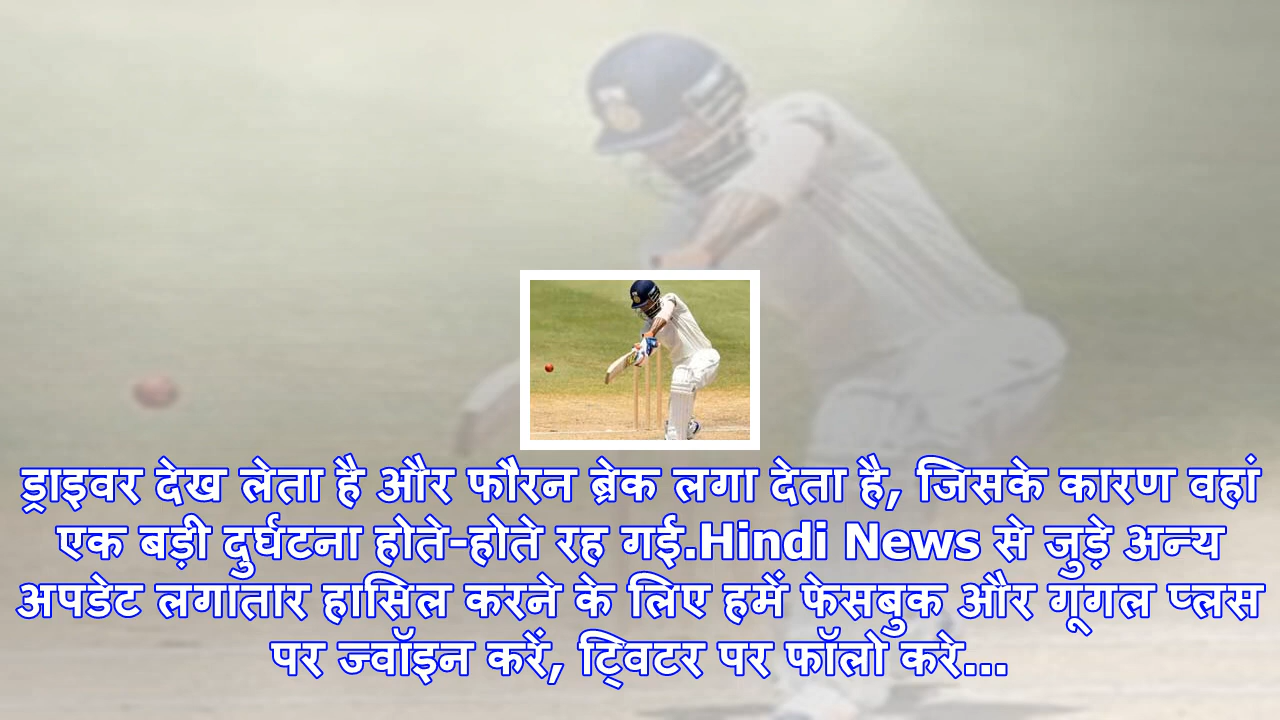 ड्राइवर देख लेता है और फौरन ब्रेक लगा देता है, जिसके कारण वहां
एक बड़ी दुर्घटना होते-होते रह गई.Hindi News से जुड़े अन्य
अपडेट लगातार हासिल करने के लिए हमें फेसबुक और गूगल प्लस
पर ज्वॉइन करें, ट्विटर पर फॉलो करे...